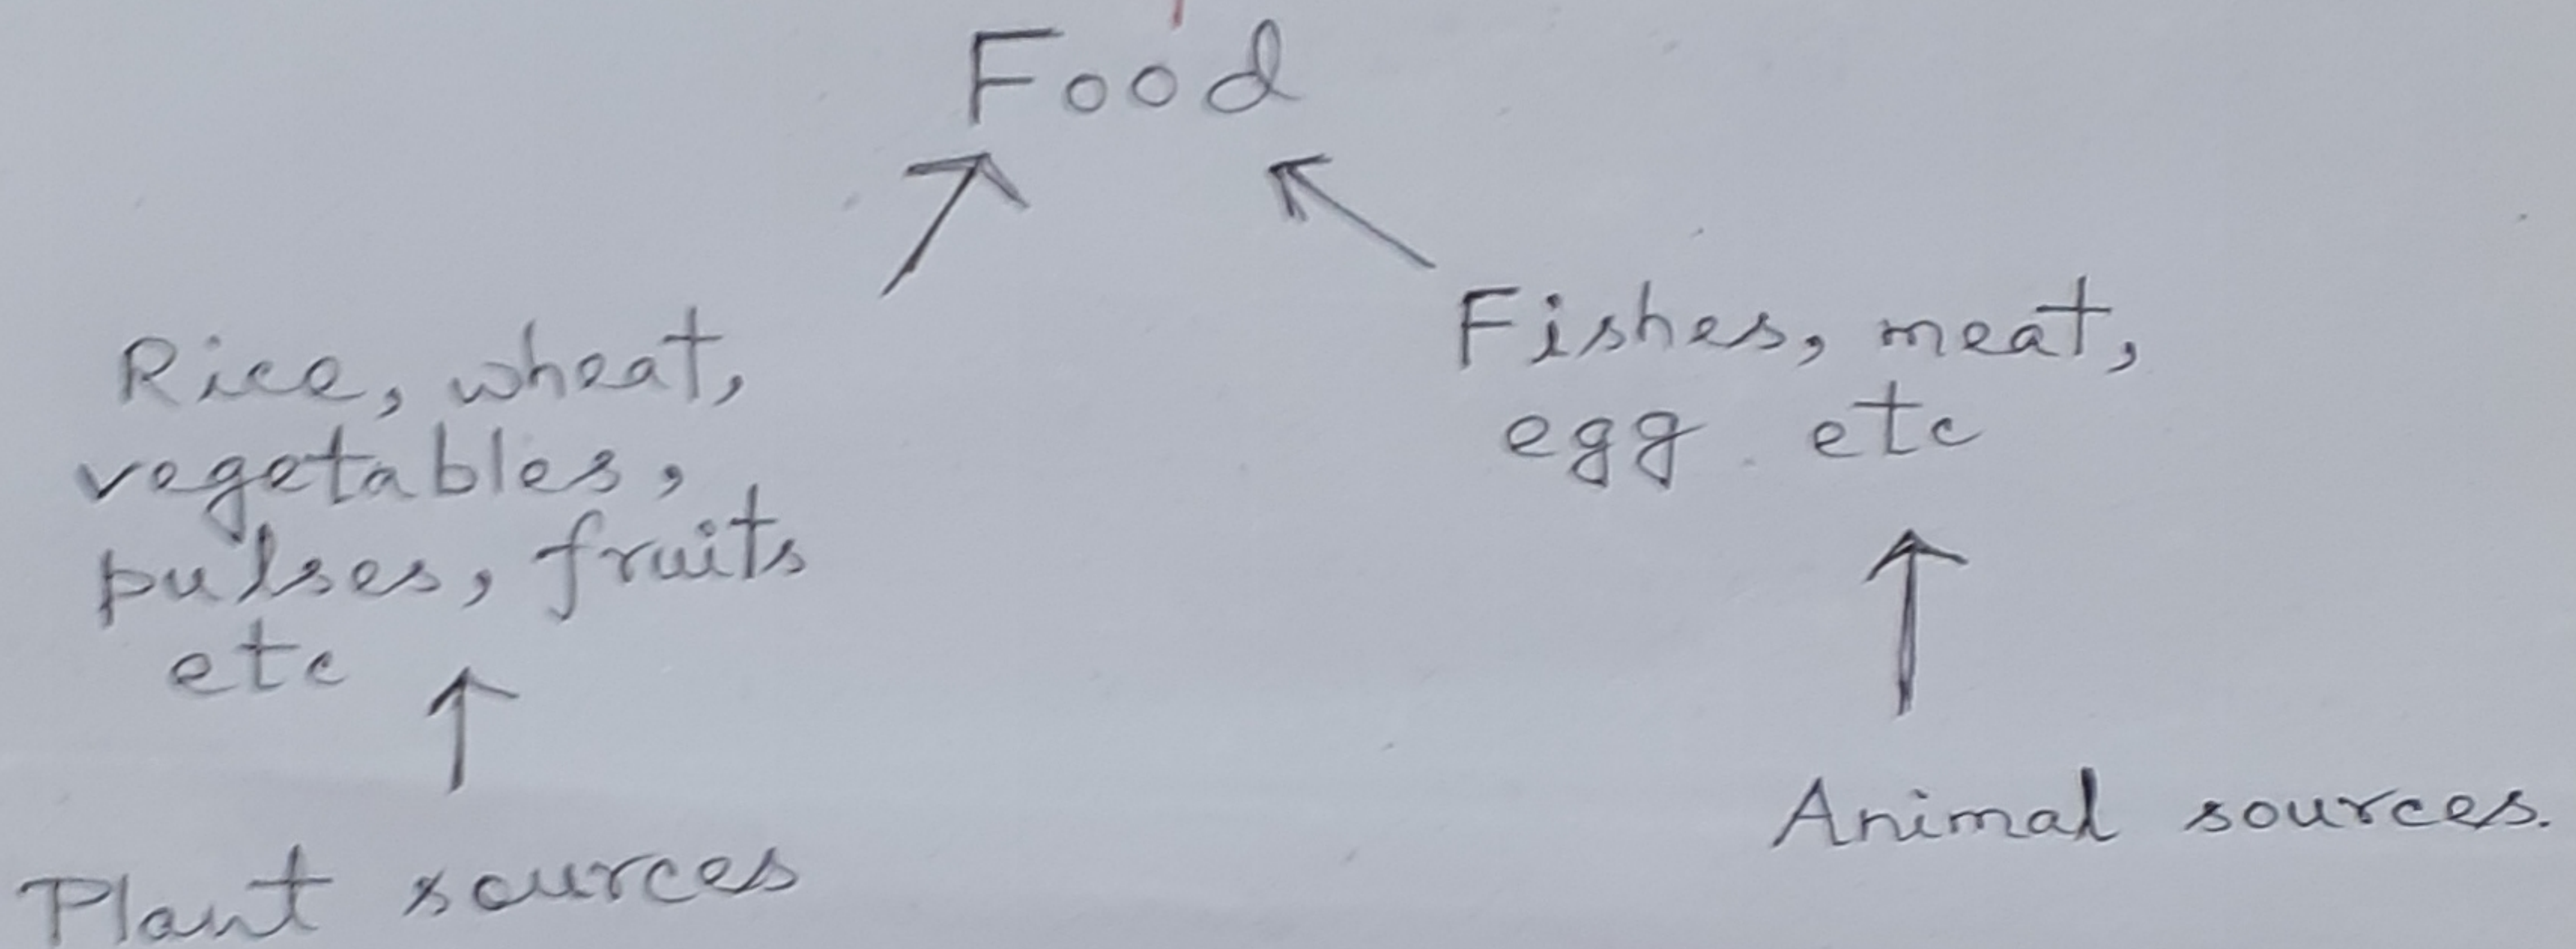 Food
Rice, wheat,
vegetables,
pulses, fruits
etc
Plant sources
Fishes, meat,
egg etc
Animal sources.